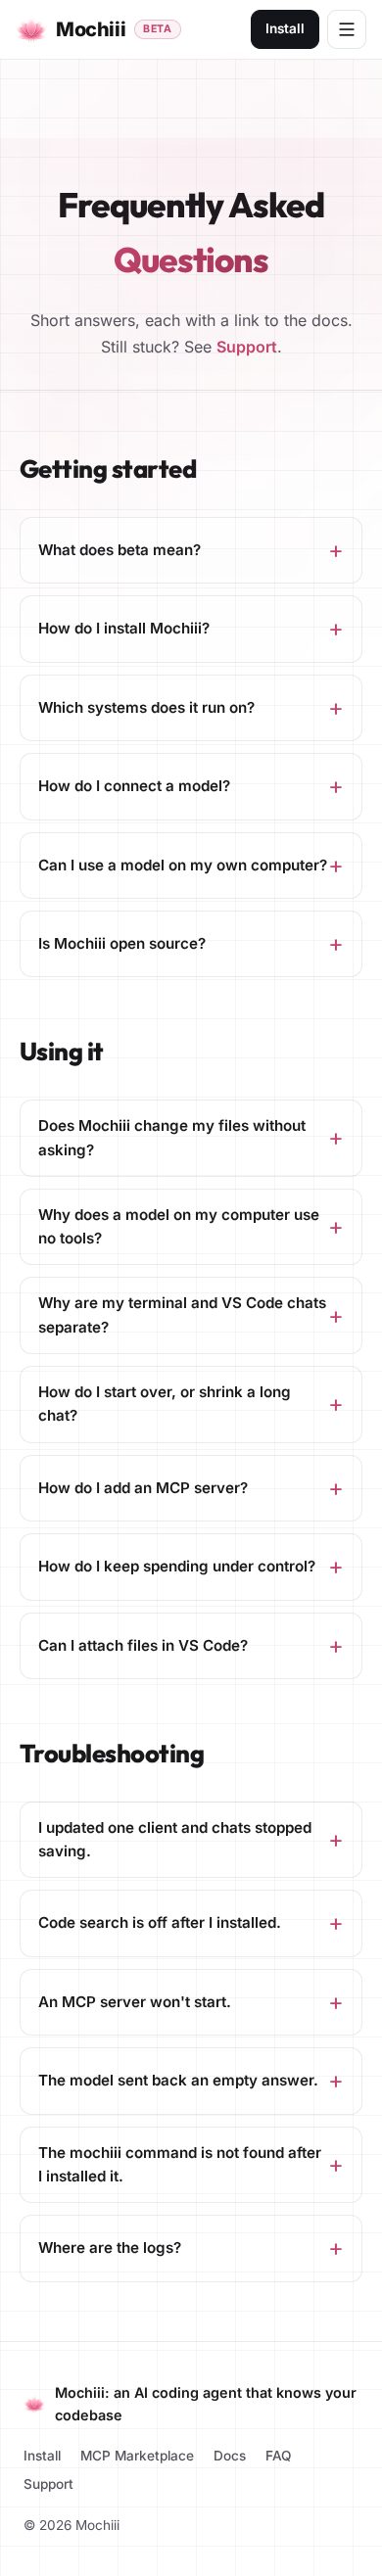 Mochiii BETA Install
Frequently Asked
Questions
Short answers, each with a link to the docs.
Still stuck? See Support.
Getting started
What does beta mean?
How do I install Mochiii?
Which systems does it run on?
How do I connect a model?
Can I use a model on my own computer?
Is Mochiii open source?
Using it
Does Mochiii change my files without
asking?
Why does a model on my computer use
no tools?
Why are my terminal and VS Code chats
separate?
How do I start over, or shrink a long
chat?
How do I add an MCP server?
How do I keep spending under control?
Can I attach files in VS Code?
Troubleshooting
I updated one client and chats stopped
saving.
Code search is off after I installed.
An MCP server won't start.
The model sent back an empty answer.
The mochiii command is not found after
I installed it.
Where are the logs?
Mochiii: an AI coding agent that knows your
codebase
Install MCP Marketplace Docs FAQ
Support
© 2026 Mochiii